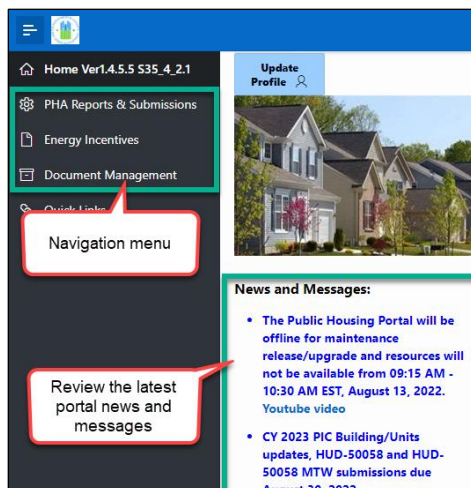 Home Ver1.4.5.5 S35_4_2.1
PHA Reports & Submissions
Energy Incentives
Document Management
Quick Links
Navigation menu
Update
Profile
News and Messages:
• The Public Housing Portal will be
offline for maintenance
release/upgrade and resources will
not be available from 09:15 AM -
10:30 AM EST, August 13, 2022.
Youtube video
• CY 2023 PIC Building/Units
updates, HUD-50058 and HUD-
50058 MTW submissions due
August 30, 2022
Review the latest
portal news and
messages